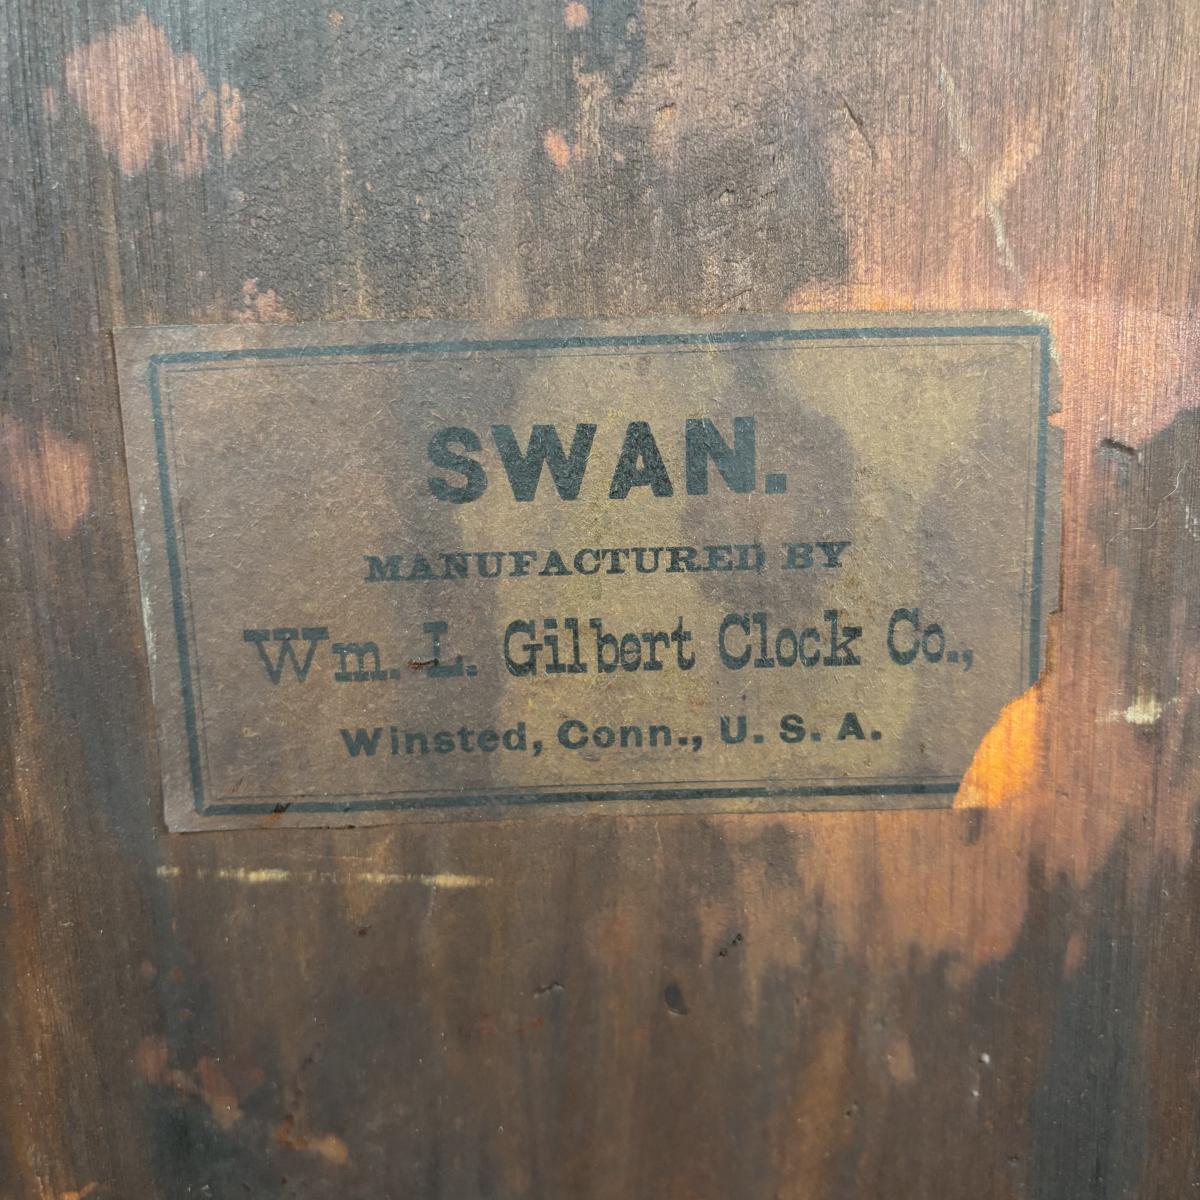 SWAN.
MANUFACTURED BY
Wm. L. Gilbert Clock Co.,
Winsted, Conn., U. S. A.